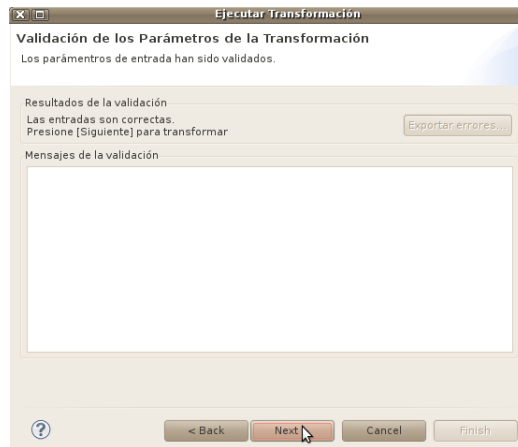 Ejecutar Transformación
Validación de los Parámetros de la Transformación
Los parámentros de entrada han sido validados.
Resultados de la validación
Las entradas son correctas.
Presione [Siguiente] para transformar
Exportar errores...
Mensajes de la validación
?
< Back
Next >
Cancel
Finish